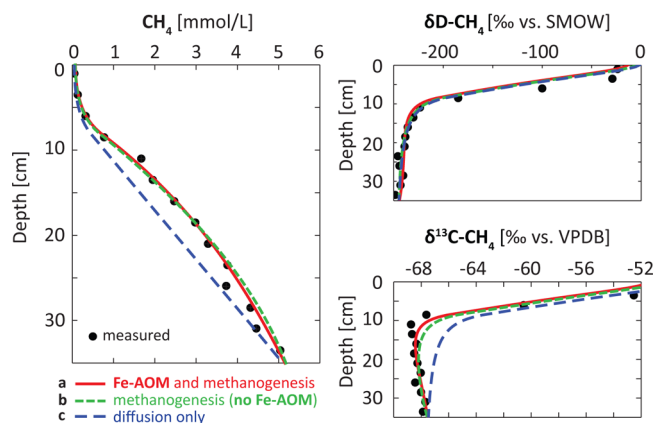 CH4 [mmol/L]
0 1 2 3 4 5 6
0
10
20
30
Depth [cm]
measured
a Fe-AOM and methanogenesis
b methanogenesis (no Fe-AOM)
c diffusion only
δD-CH4 [‰ vs. SMOW]
-200 -100 0
0
10
20
30
Depth [cm]
δ13C-CH4 [‰ vs. VPDB]
-68 -64 -60 -56 -52
0
10
20
30
Depth [cm]